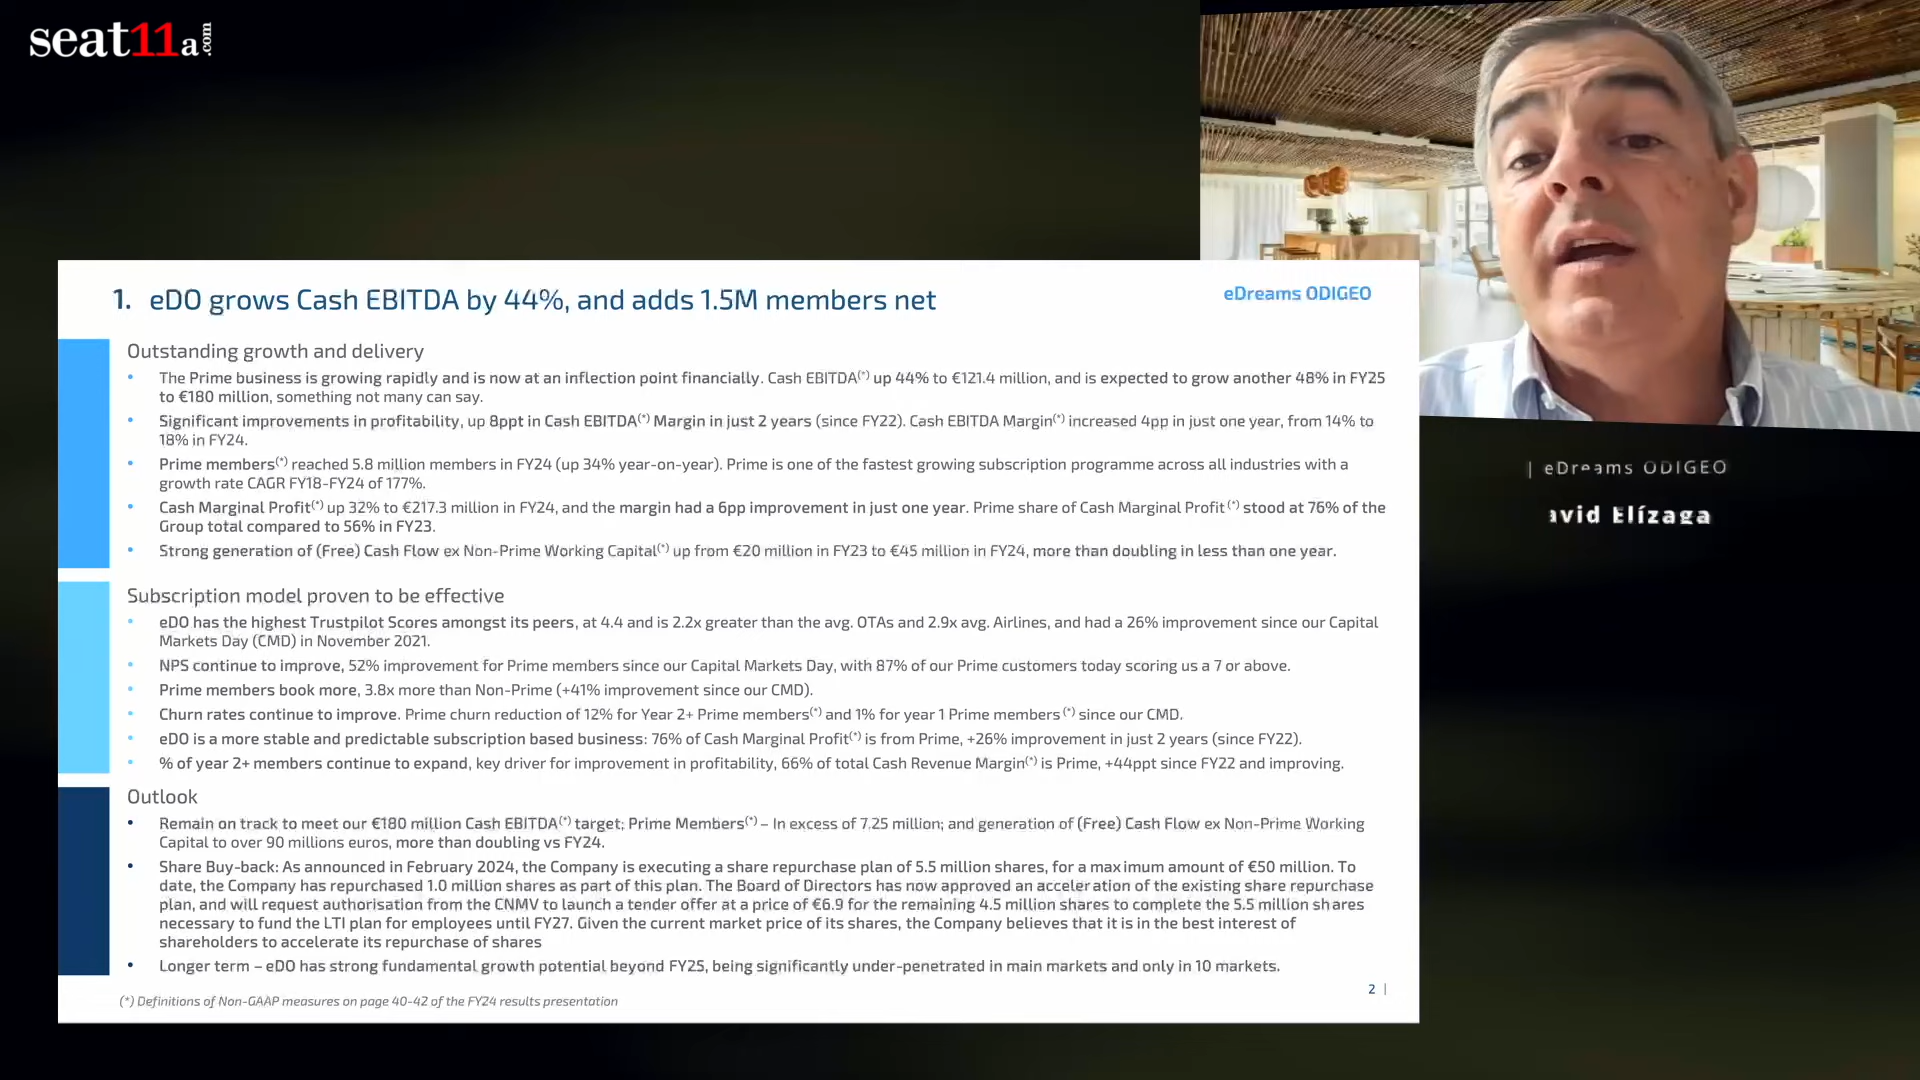 seat11a.com
1. eDO grows Cash EBITDA by 44%, and adds 1.5M members net
eDreams ODIGEO
Outstanding growth and delivery
• The Prime business is growing rapidly and is now at an inflection point financially. Cash EBITDA(*) up 44% to €121.4 million, and is expected to grow another 48% in FY25
to €180 million, something not many can say.
• Significant improvements in profitability, up 8ppt in Cash EBITDA(*) Margin in just 2 years (since FY22). Cash EBITDA Margin(*) increased 4pp in just one year, from 14% to
18% in FY24.
• Prime members(*) reached 5.8 million members in FY24 (up 34% year-on-year). Prime is one of the fastest growing subscription programme across all industries with a
growth rate CAGR FY18-FY24 of 177%.
• Cash Marginal Profit(*) up 32% to €217.3 million in FY24, and the margin had a 6pp improvement in just one year. Prime share of Cash Marginal Profit (*) stood at 76% of the
Group total compared to 56% in FY23.
• Strong generation of (Free) Cash Flow ex Non-Prime Working Capital(*) up from €20 million in FY23 to €45 million in FY24, more than doubling in less than one year.
Subscription model proven to be effective
• eDO has the highest Trustpilot Scores amongst its peers, at 4.4 and is 2.2x greater than the avg. OTAs and 2.9x avg. Airlines, and had a 26% improvement since our Capital
Markets Day (CMD) in November 2021.
• NPS continue to improve, 52% improvement for Prime members since our Capital Markets Day, with 87% of our Prime customers today scoring us a 7 or above.
• Prime members book more, 3.8x more than Non-Prime (+41% improvement since our CMD).
• Churn rates continue to improve. Prime churn reduction of 12% for Year 2+ Prime members(*) and 1% for year 1 Prime members (*) since our CMD.
• eDO is a more stable and predictable subscription based business: 76% of Cash Marginal Profit(*) is from Prime, +26% improvement in just 2 years (since FY22).
• % of year 2+ members continue to expand, key driver for improvement in profitability, 66% of total Cash Revenue Margin(*) is Prime, +44ppt since FY22 and improving.
Outlook
• Remain on track to meet our €180 million Cash EBITDA(*) target; Prime Members(*) – In excess of 7.25 million; and generation of (Free) Cash Flow ex Non-Prime Working
Capital to over 90 millions euros, more than doubling vs FY24.
• Share Buy-back: As announced in February 2024, the Company is executing a share repurchase plan of 5.5 million shares, for a maximum amount of €50 million. To
date, the Company has repurchased 1.0 million shares as part of this plan. The Board of Directors has now approved an acceleration of the existing share repurchase
plan, and will request authorisation from the CNMV to launch a tender offer at a price of €6.9 for the remaining 4.5 million shares to complete the 5.5 million shares
necessary to fund the LTI plan for employees until FY27. Given the current market price of its shares, the Company believes that it is in the best interest of
shareholders to accelerate its repurchase of shares
• Longer term – eDO has strong fundamental growth potential beyond FY25, being significantly under-penetrated in main markets and only in 10 markets.
(*) Definitions of Non-GAAP measures on page 40-42 of the FY24 results presentation
2 |
| eDreams ODIGEO
avid Elízaga